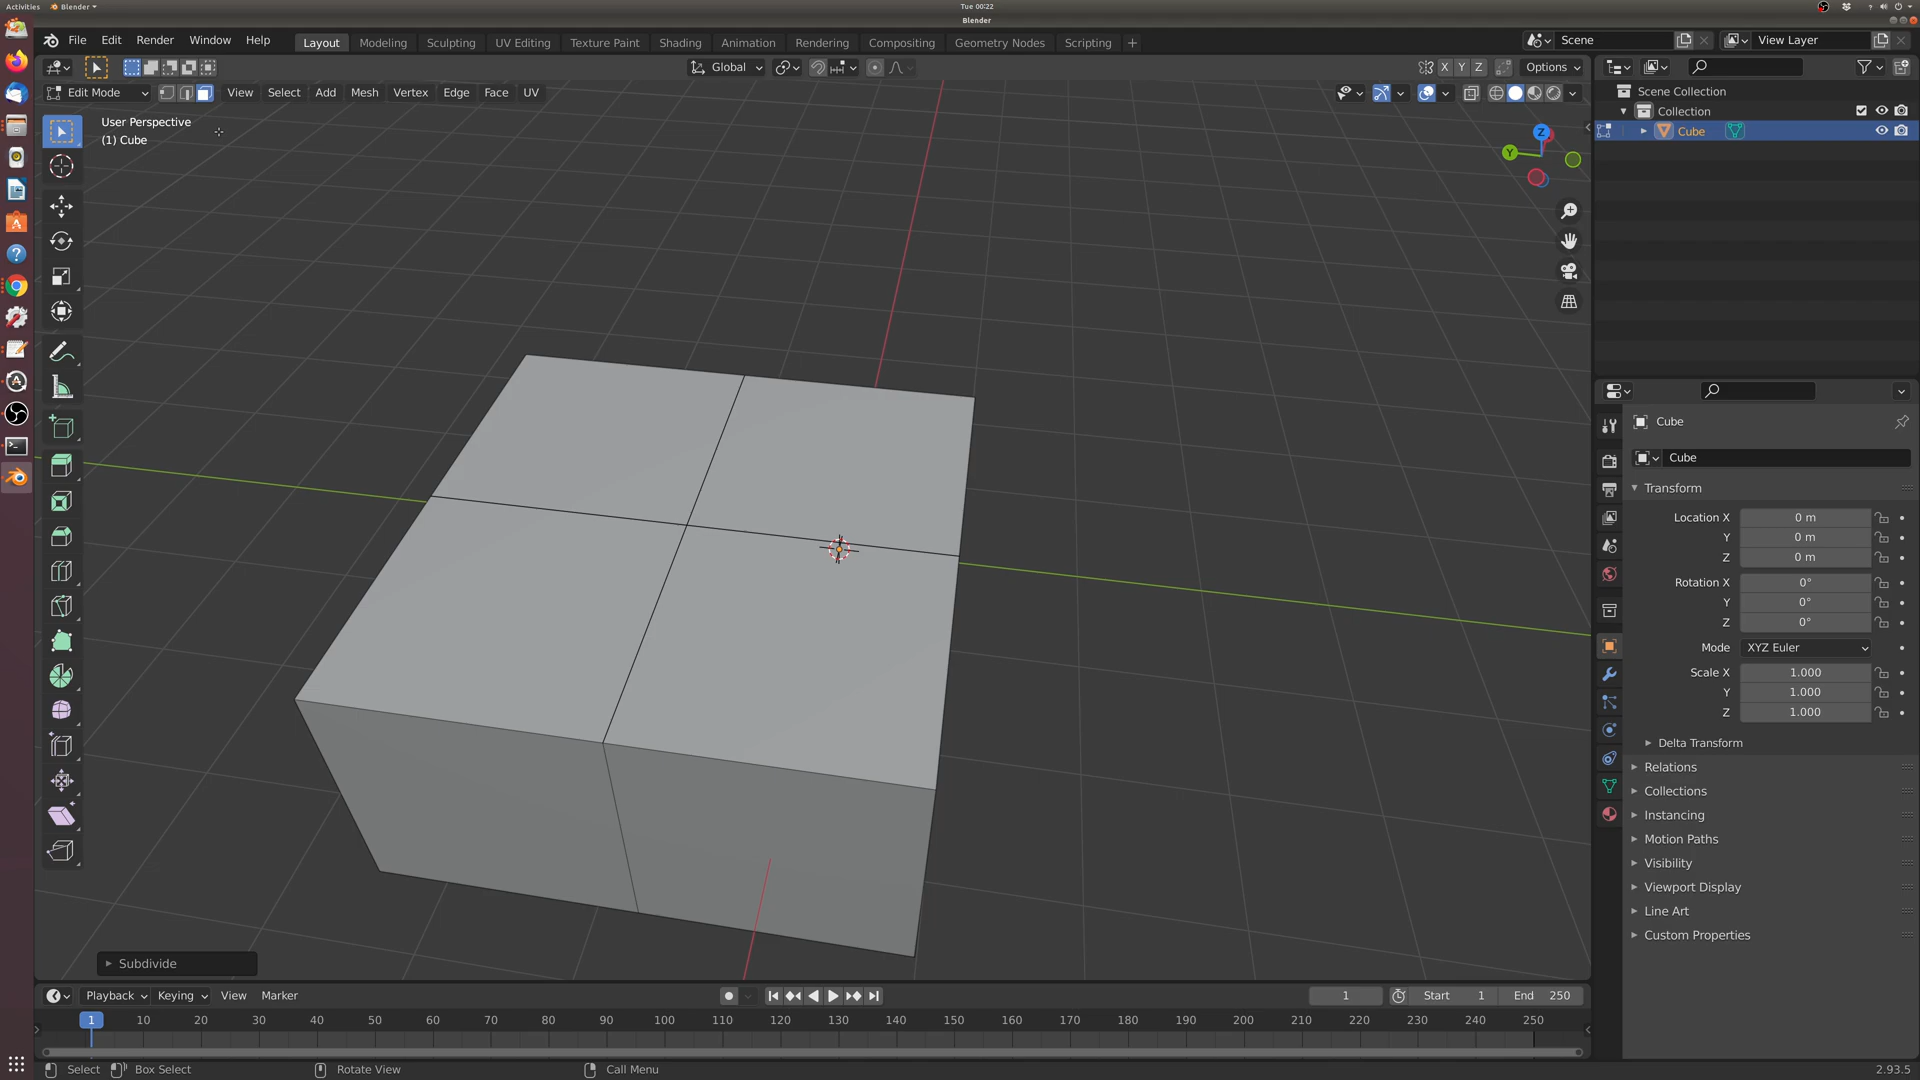 Activities Blender Tue 00:22
Blender
File Edit Render Window Help Layout Modeling Sculpting UV Editing Texture Paint Shading Animation Rendering Compositing Geometry Nodes Scripting + Scene View Layer
Global X Y Z Options
Edit Mode View Select Add Mesh Vertex Edge Face UV
Scene Collection
Collection
Cube
User Perspective
(1) Cube
Z
Y
Cube
Cube
Transform
Location X 0 m
Y 0 m
Z 0 m
Rotation X 0°
Y 0°
Z 0°
Mode XYZ Euler
Scale X 1.000
Y 1.000
Z 1.000
Delta Transform
Relations
Collections
Instancing
Motion Paths
Visibility
Viewport Display
Line Art
Custom Properties
Subdivide
Playback Keying View Marker 1 Start 1 End 250
1 10 20 30 40 50 60 70 80 90 100 110 120 130 140 150 160 170 180 190 200 210 220 230 240 250
Select Box Select Rotate View Call Menu 2.93.5